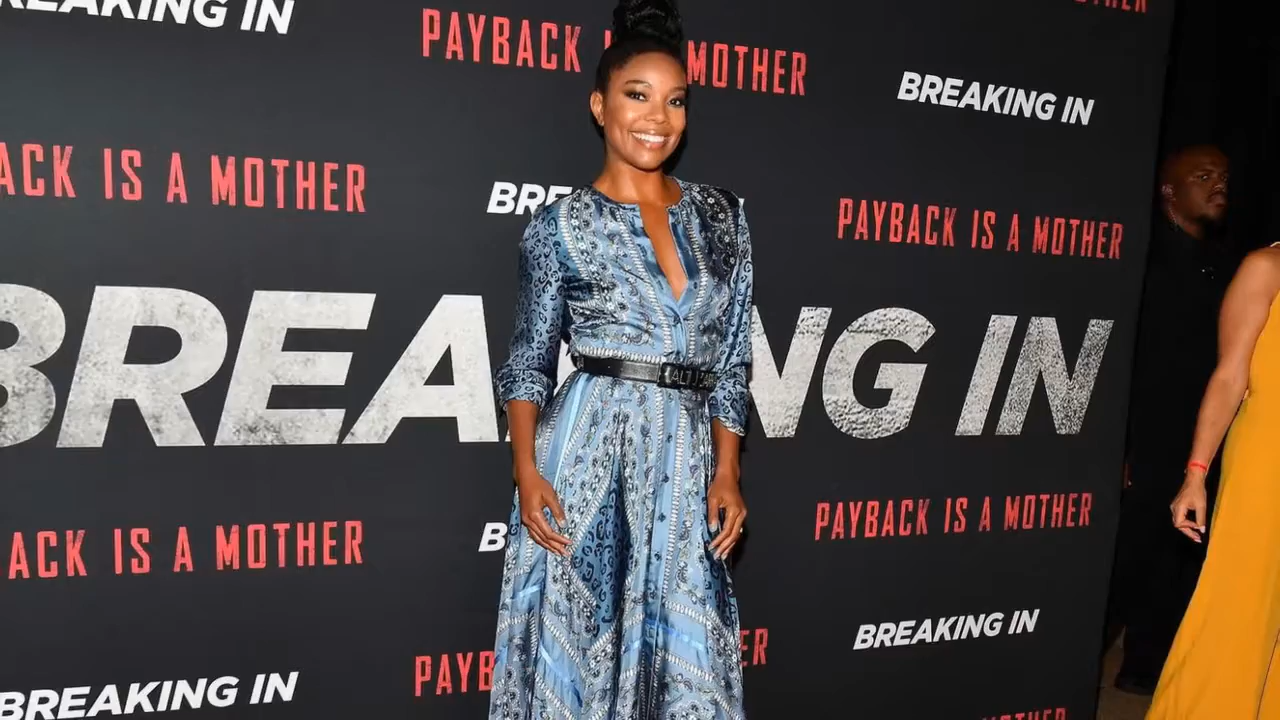 BREAKING IN
PAYBACK IS A MOTHER
BREAKING IN
ACK IS A MOTHER
BRE
PAYBACK IS A MOTHER
BREAKING IN
ACK IS A MOTHER
PAYBACK IS A MOTHER
B
BREAKING IN
PAYB
BREAKING IN